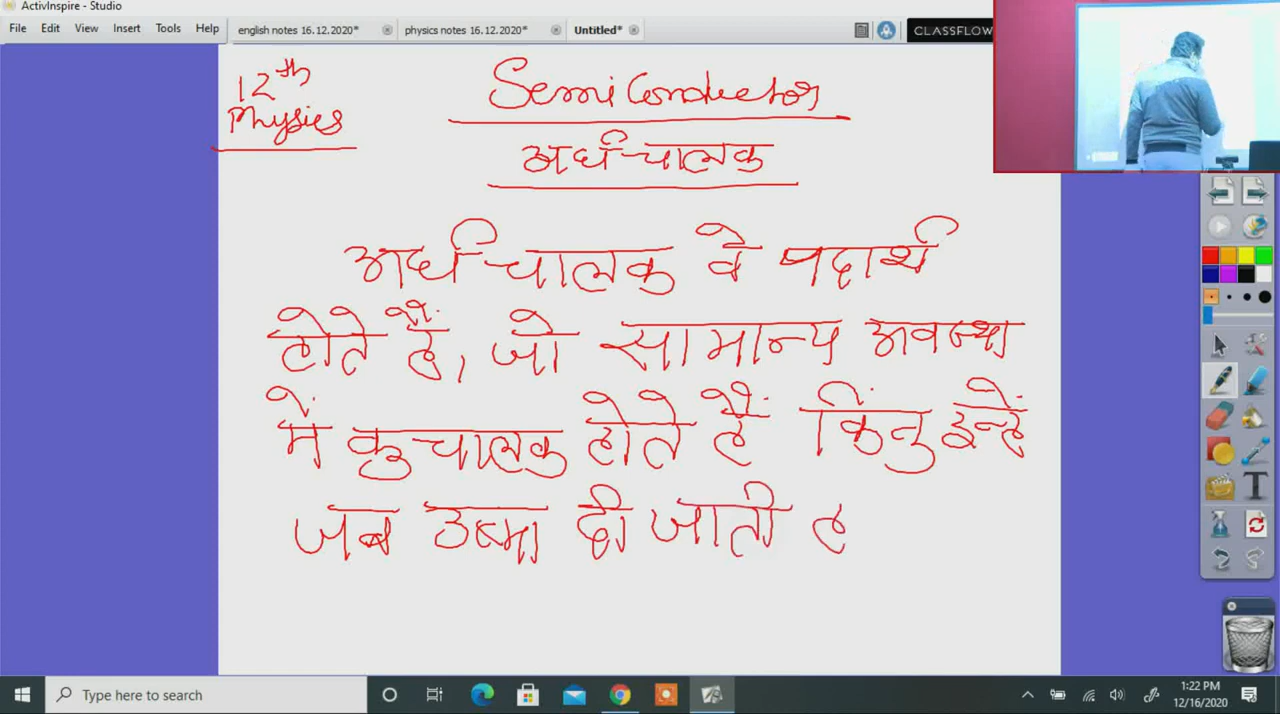 ActivInspire - Studio
File Edit View Insert Tools Help
english notes 16.12.2020* physics notes 16.12.2020* Untitled* CLASSFLOW
12th
Physics
SemiConductor
अर्धचालक
अर्धचालक वे पदार्थ
होते हैं, जो सामान्य अवस्था
में कुचालक होते हैं किंतु इन्हें
जब उष्मा दी जाती ह
Type here to search
1:22 PM
12/16/2020